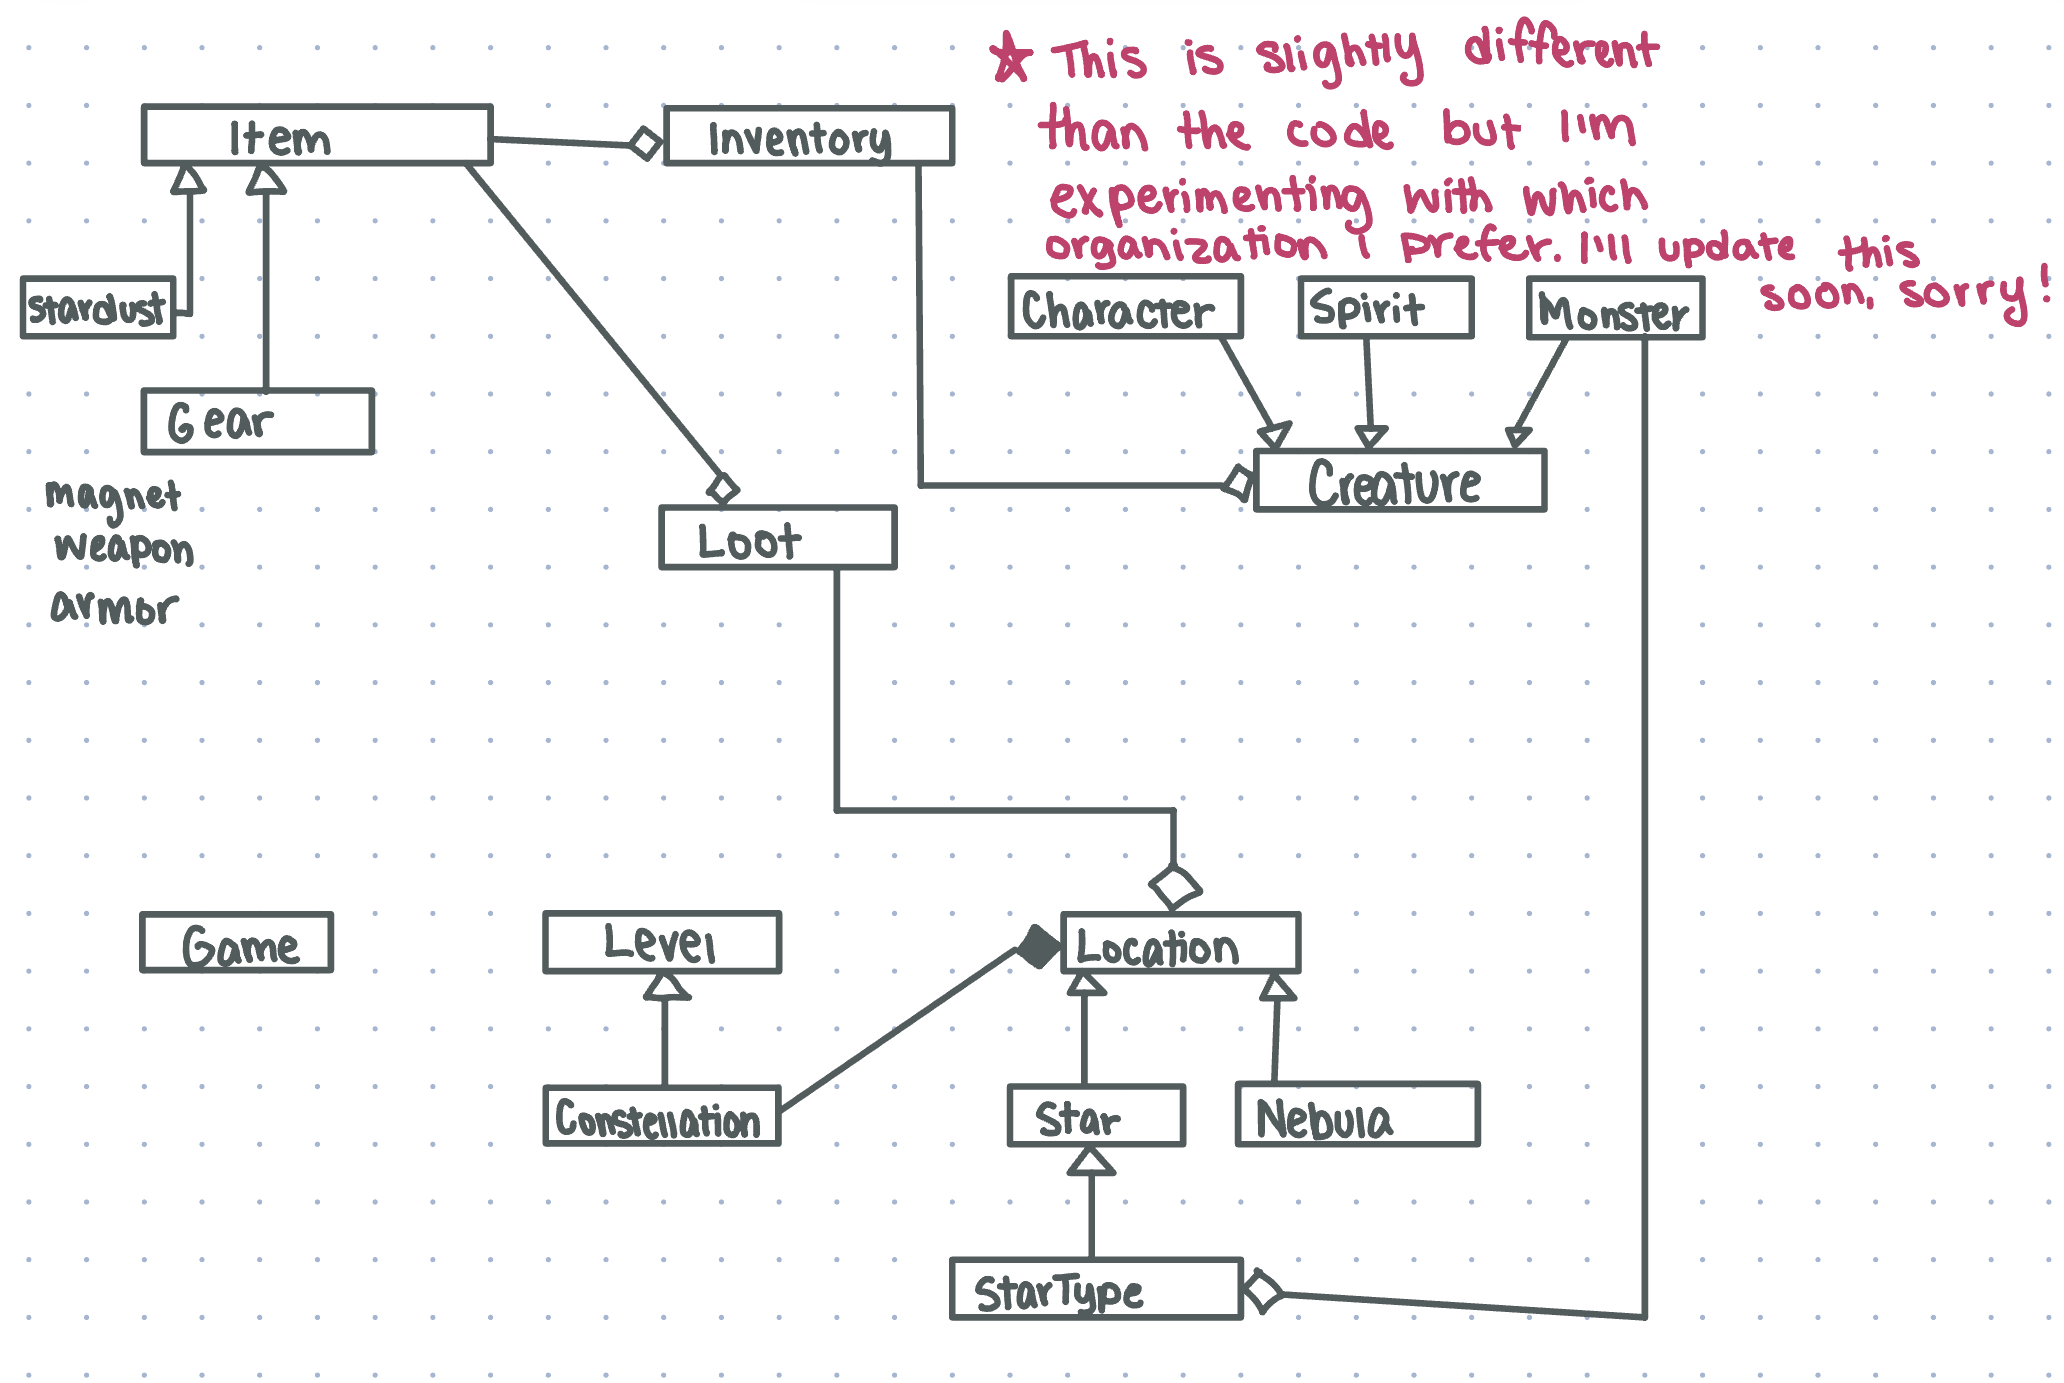 ★ This is slightly different
than the code but I'm
experimenting with which
organization I prefer. I'll update this
soon, sorry!
Item
Inventory
stardust
Character
Spirit
Monster
Gear
Creature
magnet
weapon
armor
Loot
Game
Level
Location
Constellation
Star
Nebula
StarType